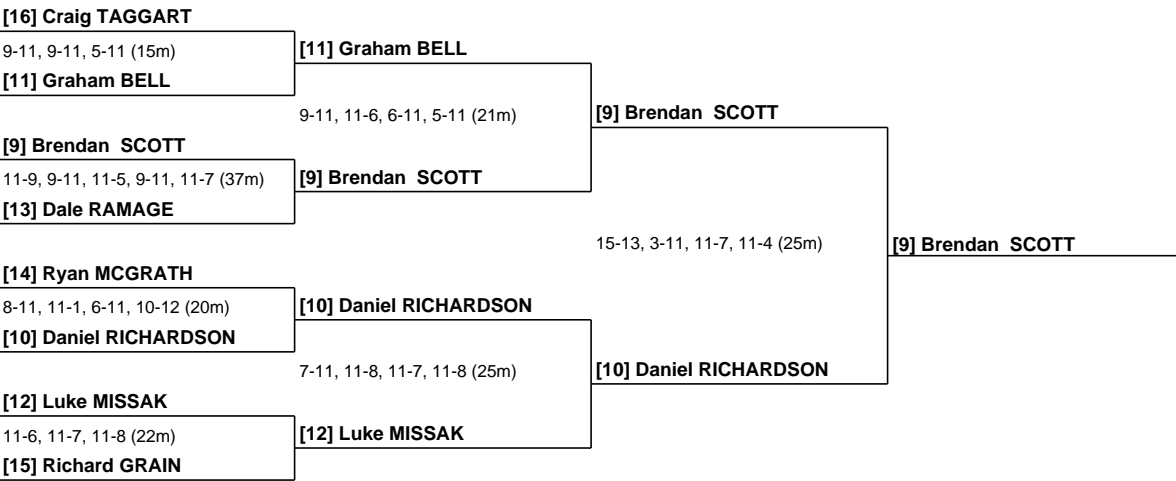 [16] Craig TAGGART
9-11, 9-11, 5-11 (15m)
[11] Graham BELL
[11] Graham BELL
9-11, 11-6, 6-11, 5-11 (21m)
[9] Brendan  SCOTT
[9] Brendan  SCOTT
11-9, 9-11, 11-5, 9-11, 11-7 (37m)
[9] Brendan  SCOTT
[13] Dale RAMAGE
15-13, 3-11, 11-7, 11-4 (25m)
[9] Brendan  SCOTT
[14] Ryan MCGRATH
8-11, 11-1, 6-11, 10-12 (20m)
[10] Daniel RICHARDSON
[10] Daniel RICHARDSON
7-11, 11-8, 11-7, 11-8 (25m)
[10] Daniel RICHARDSON
[12] Luke MISSAK
11-6, 11-7, 11-8 (22m)
[12] Luke MISSAK
[15] Richard GRAIN